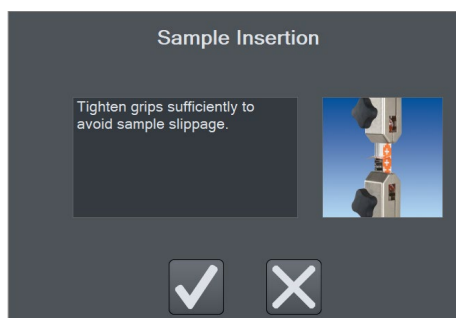 Sample Insertion
Tighten grips sufficiently to
avoid sample slippage.